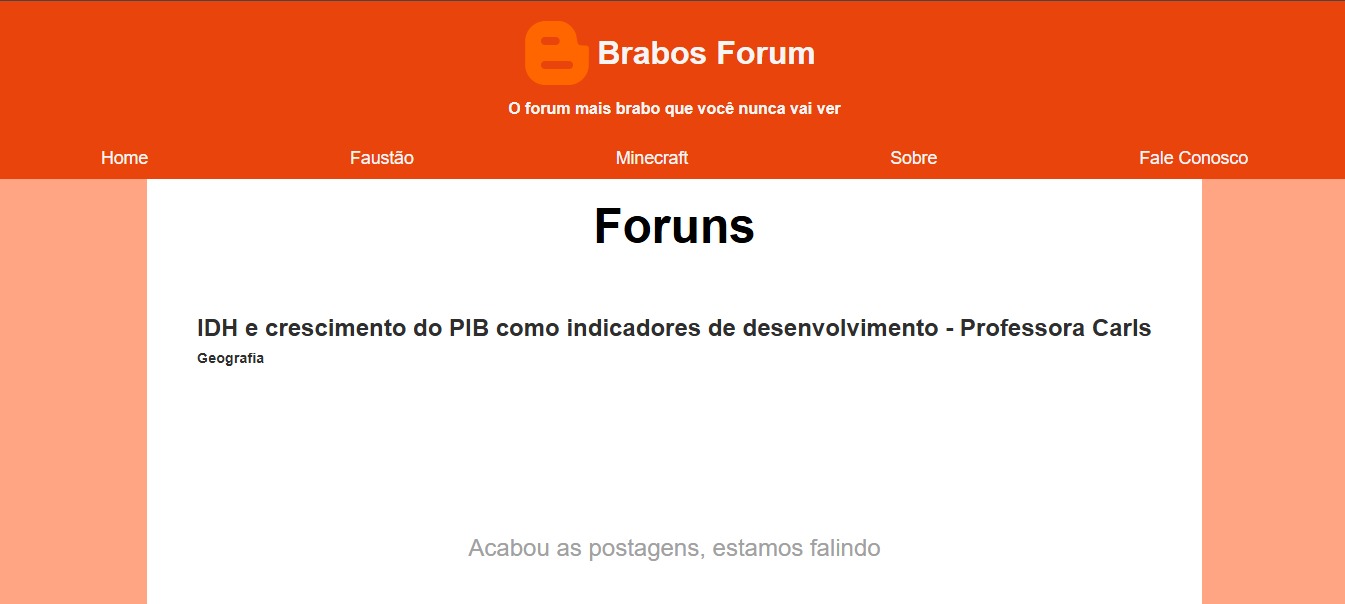 Brabos Forum
O forum mais brabo que você nunca vai ver
Home Faustão Minecraft Sobre Fale Conosco
Foruns
IDH e crescimento do PIB como indicadores de desenvolvimento - Professora Carls
Geografia
Acabou as postagens, estamos falindo